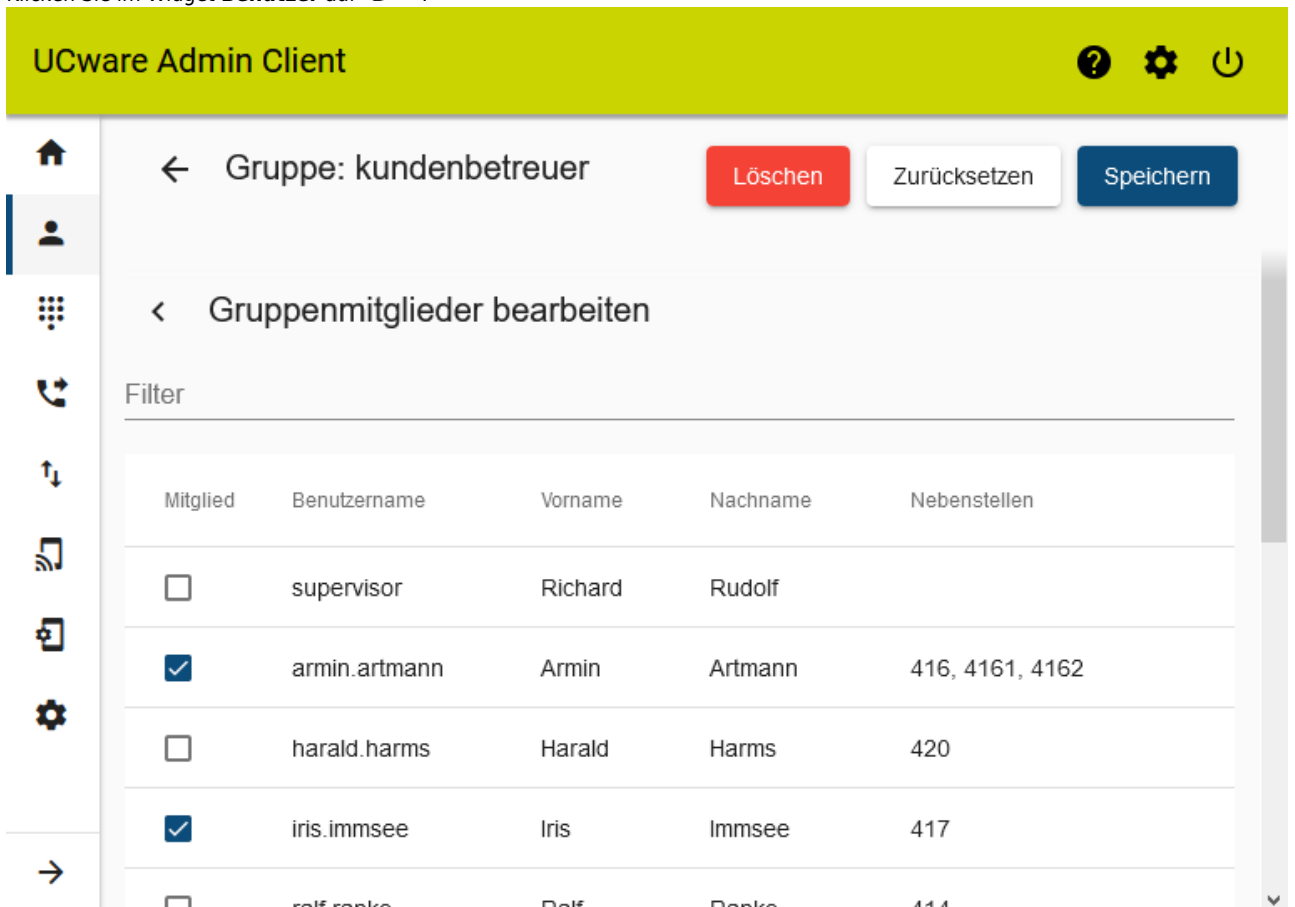 UCware Admin Client
Gruppe: kundenbetreuer
Löschen
Zurücksetzen
Speichern
Gruppenmitglieder bearbeiten
Filter
Mitglied Benutzername Vorname Nachname Nebenstellen
supervisor Richard Rudolf
armin.artmann Armin Artmann 416, 4161, 4162
harald.harms Harald Harms 420
iris.immsee Iris Immsee 417